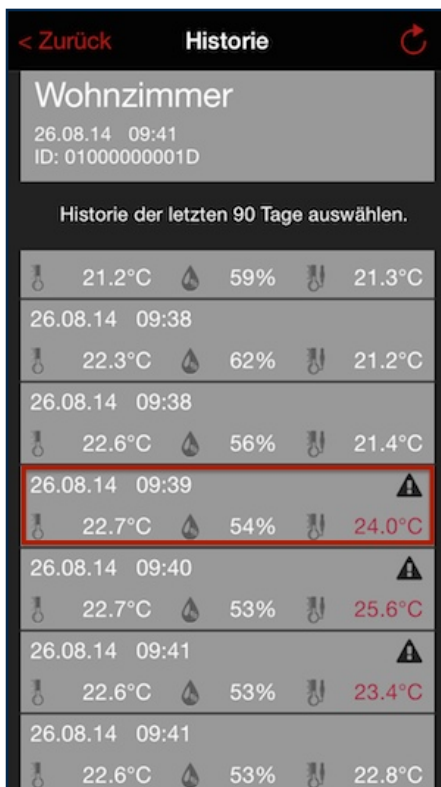 < Zurück Historie
Wohnzimmer
26.08.14 09:41
ID: 01000000001D
Historie der letzten 90 Tage auswählen.
21.2°C 59% 21.3°C
26.08.14 09:38
22.3°C 62% 21.2°C
26.08.14 09:38
22.6°C 56% 21.4°C
26.08.14 09:39
22.7°C 54% 24.0°C
26.08.14 09:40
22.7°C 53% 25.6°C
26.08.14 09:41
22.6°C 53% 23.4°C
26.08.14 09:41
22.6°C 53% 22.8°C